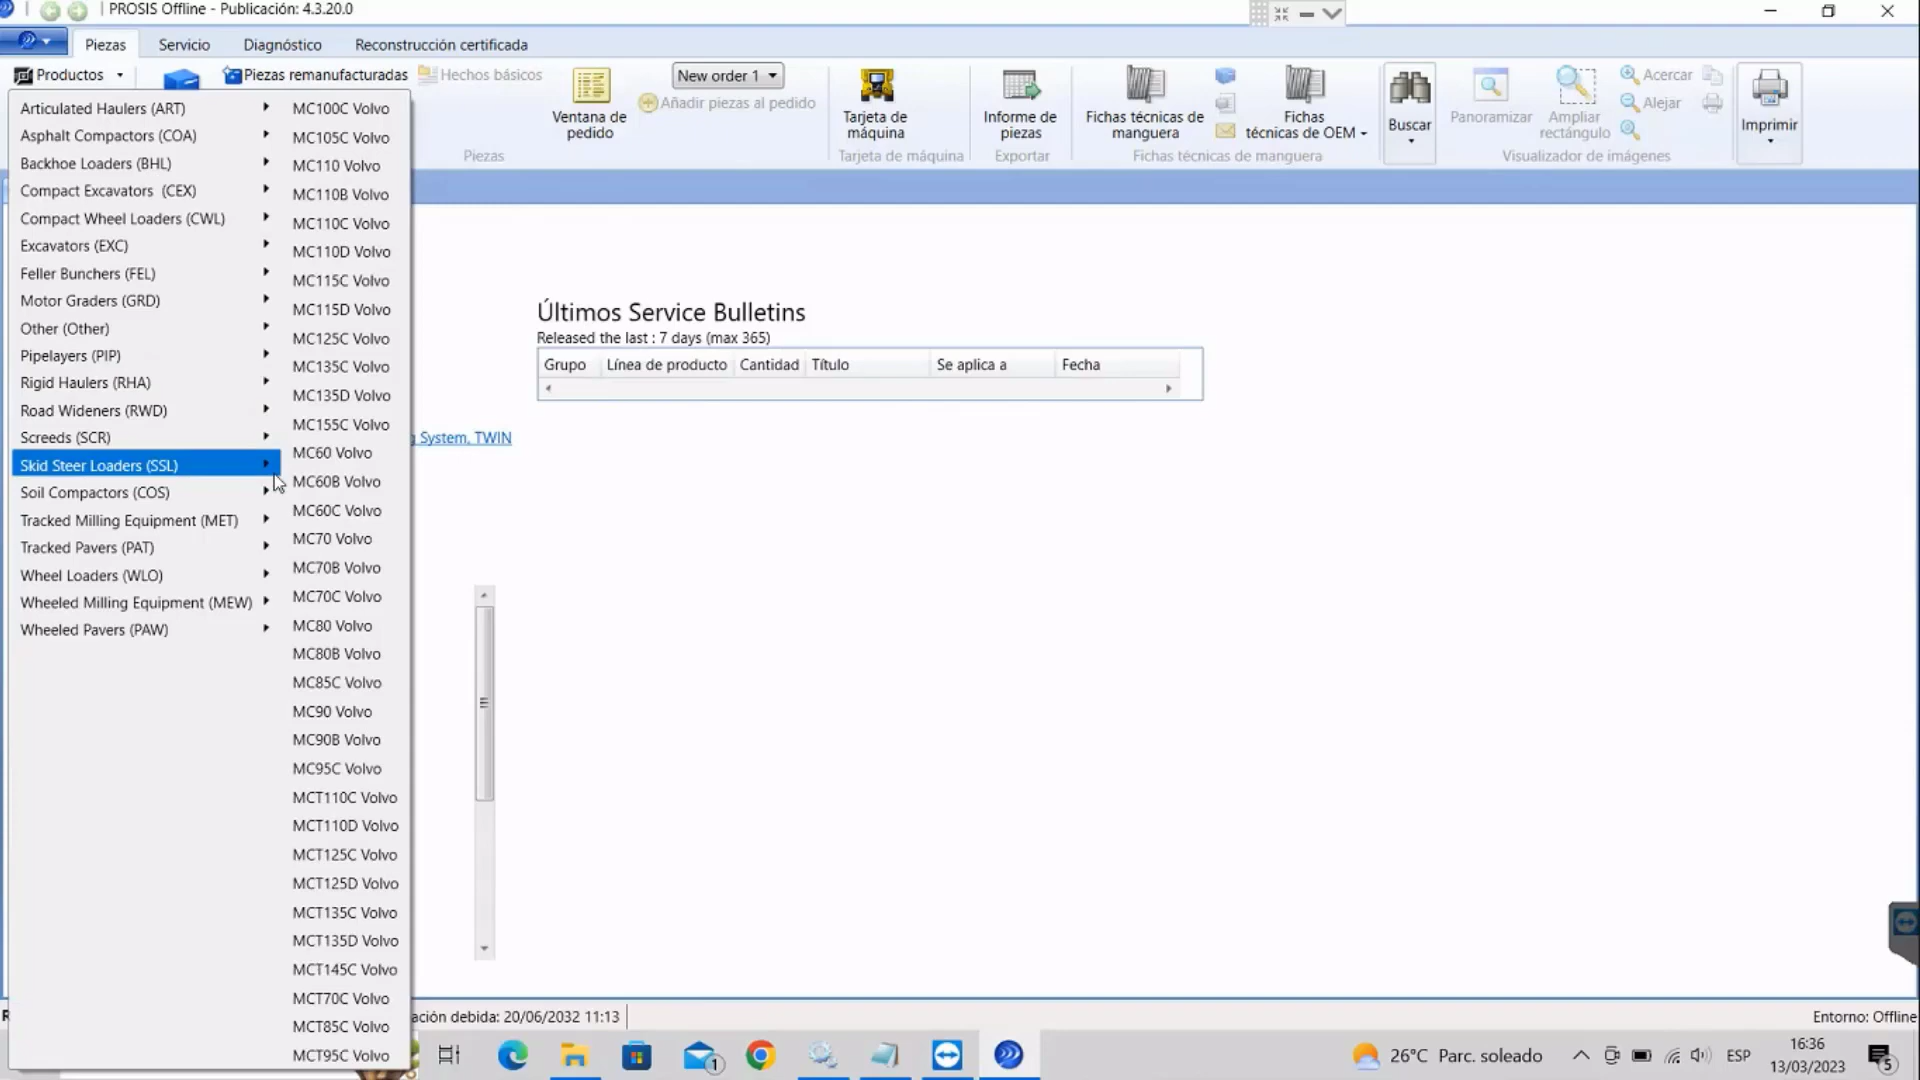 PROSIS Offline - Publicación: 4.3.20.0
Piezas
Servicio
Diagnóstico
Reconstrucción certificada
Productos
Piezas remanufacturadas
Hechos básicos
Ventana de
pedido
New order 1
Añadir piezas al pedido
Piezas
Tarjeta de
máquina
Tarjeta de máquina
Informe de
piezas
Exportar
Fichas técnicas de
manguera
Fichas
técnicas de OEM
Fichas técnicas de manguera
Buscar
Panoramizar
Ampliar
rectángulo
Acercar
Alejar
Visualizador de imágenes
Imprimir
Articulated Haulers (ART)
Asphalt Compactors (COA)
Backhoe Loaders (BHL)
Compact Excavators (CEX)
Compact Wheel Loaders (CWL)
Excavators (EXC)
Feller Bunchers (FEL)
Motor Graders (GRD)
Other (Other)
Pipelayers (PIP)
Rigid Haulers (RHA)
Road Wideners (RWD)
Screeds (SCR)
Skid Steer Loaders (SSL)
Soil Compactors (COS)
Tracked Milling Equipment (MET)
Tracked Pavers (PAT)
Wheel Loaders (WLO)
Wheeled Milling Equipment (MEW)
Wheeled Pavers (PAW)
MC100C Volvo
MC105C Volvo
MC110 Volvo
MC110B Volvo
MC110C Volvo
MC110D Volvo
MC115C Volvo
MC115D Volvo
MC125C Volvo
MC135C Volvo
MC135D Volvo
MC155C Volvo
MC60 Volvo
MC60B Volvo
MC60C Volvo
MC70 Volvo
MC70B Volvo
MC70C Volvo
MC80 Volvo
MC80B Volvo
MC85C Volvo
MC90 Volvo
MC90B Volvo
MC95C Volvo
MCT110C Volvo
MCT110D Volvo
MCT125C Volvo
MCT125D Volvo
MCT135C Volvo
MCT135D Volvo
MCT145C Volvo
MCT70C Volvo
MCT85C Volvo
MCT95C Volvo
Últimos Service Bulletins
Released the last : 7 days (max 365)
Grupo Línea de producto Cantidad Título Se aplica a Fecha
System, TWIN
ación debida: 20/06/2032 11:13
Entorno: Offline
1
26°C Parc. soleado
ESP
16:36
13/03/2023
5